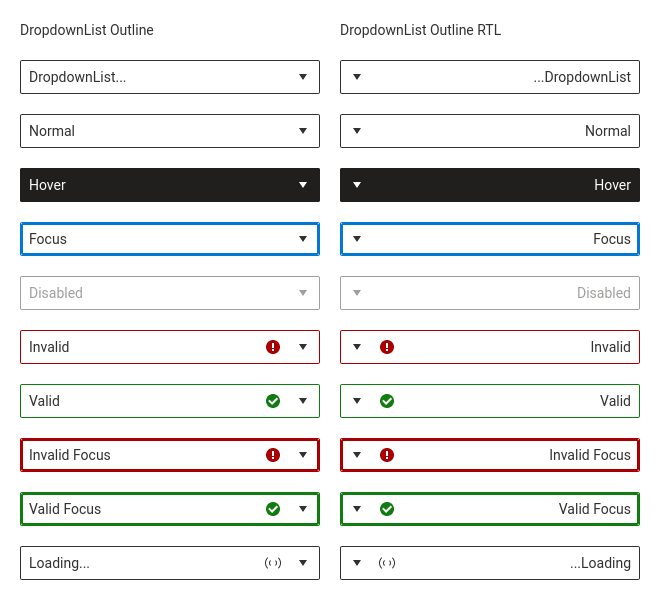 DropdownList Outline
DropdownList...
Normal
Hover
Focus
Disabled
Invalid
Valid
Invalid Focus
Valid Focus
Loading...
DropdownList Outline RTL
...DropdownList
Normal
Hover
Focus
Disabled
Invalid
Valid
Invalid Focus
Valid Focus
...Loading